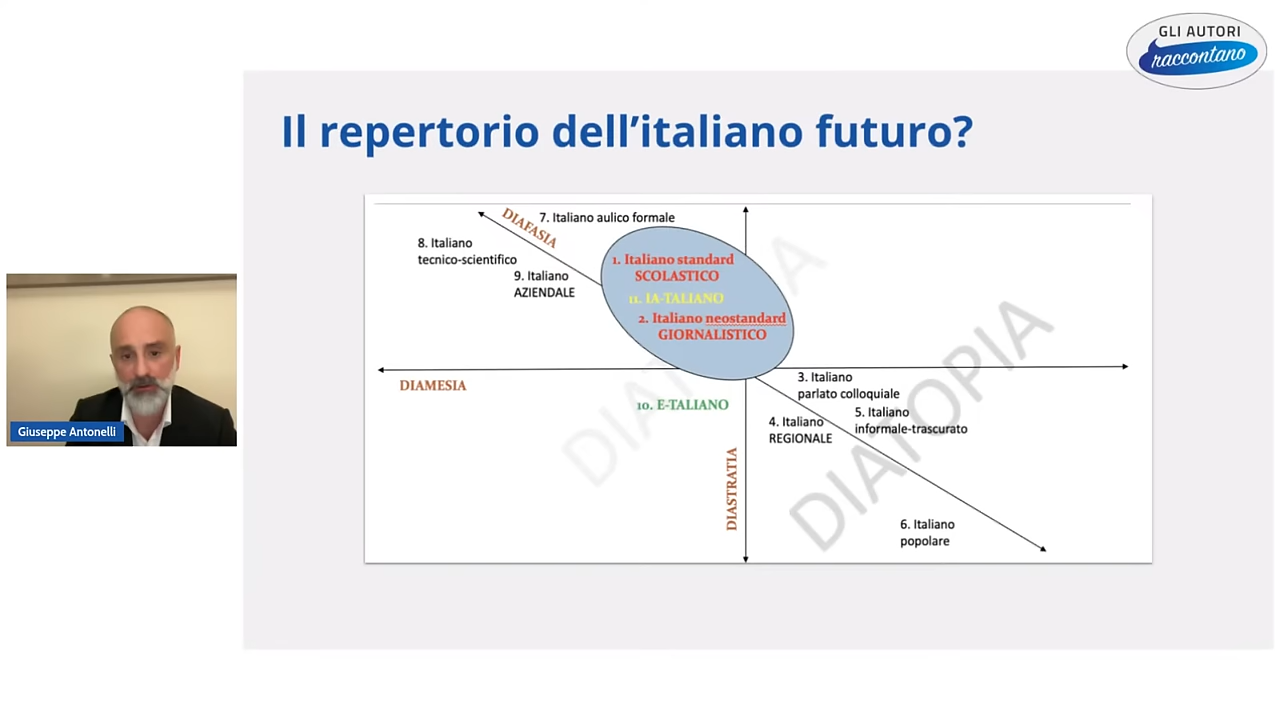 GLI AUTORI
raccontano
Il repertorio dell’italiano futuro?
DIAFASIA
7. Italiano aulico formale
8. Italiano
tecnico-scientifico
9. Italiano
AZIENDALE
1. Italiano standard
SCOLASTICO
11. IA-TALIANO
2. Italiano neostandard
GIORNALISTICO
DIAMESIA
10. E-TALIANO
3. Italiano
parlato colloquiale
4. Italiano
REGIONALE
5. Italiano
informale-trascurato
DIASTRATIA
6. Italiano
popolare
DIATOPIA
DIATOPIA
Giuseppe Antonelli